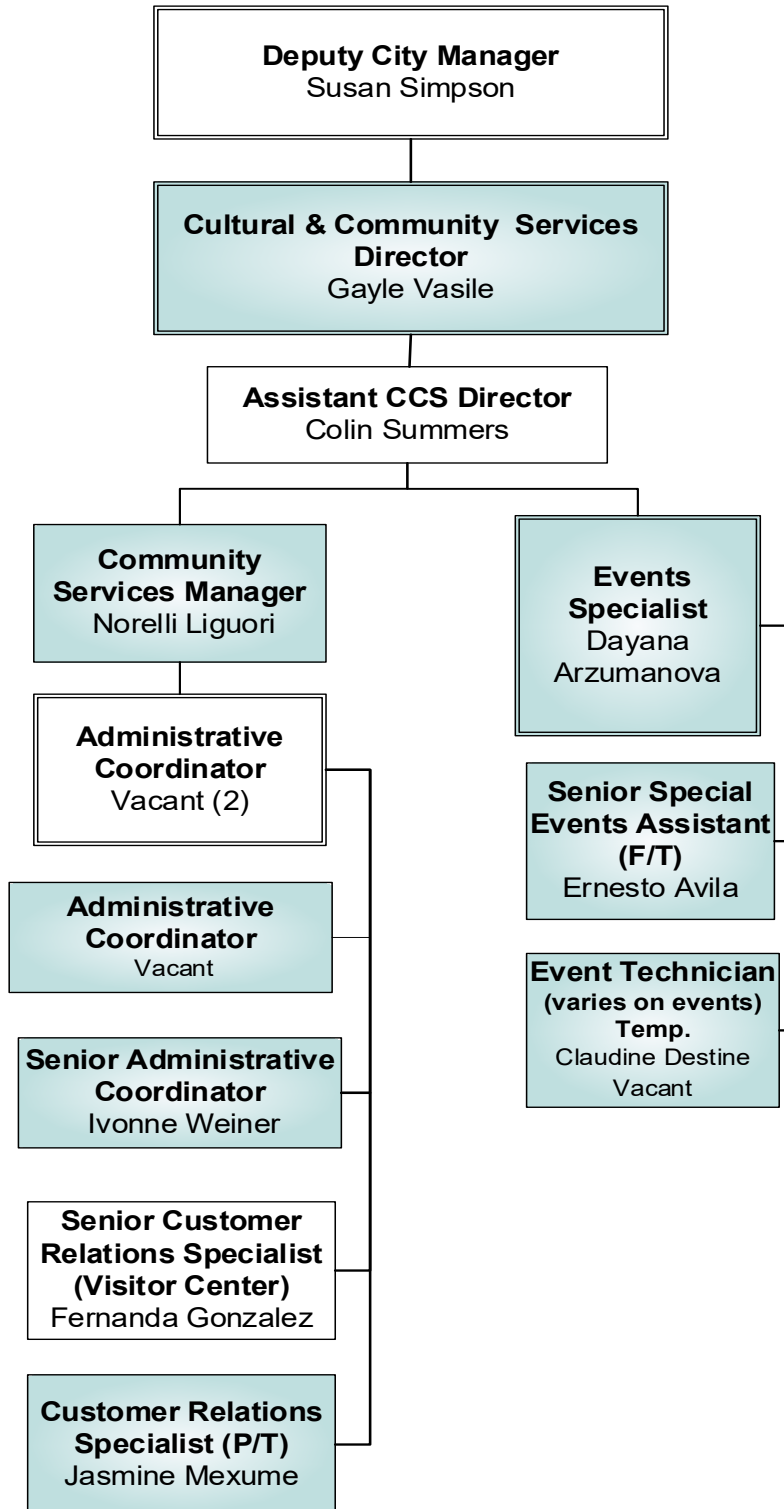 Deputy City Manager
Susan Simpson
Cultural & Community Services
Director
Gayle Vasile
Assistant CCS Director
Colin Summers
Community
Services Manager
Norelli Liguori
Administrative
Coordinator
Vacant (2)
Administrative
Coordinator
Vacant
Senior Administrative
Coordinator
Ivonne Weiner
Senior Customer
Relations Specialist
(Visitor Center)
Fernanda Gonzalez
Customer Relations
Specialist (P/T)
Jasmine Mexume
Events
Specialist
Dayana
Arzumanova
Senior Special
Events Assistant
(F/T)
Ernesto Avila
Event Technician
(varies on events)
Temp.
Claudine Destine
Vacant